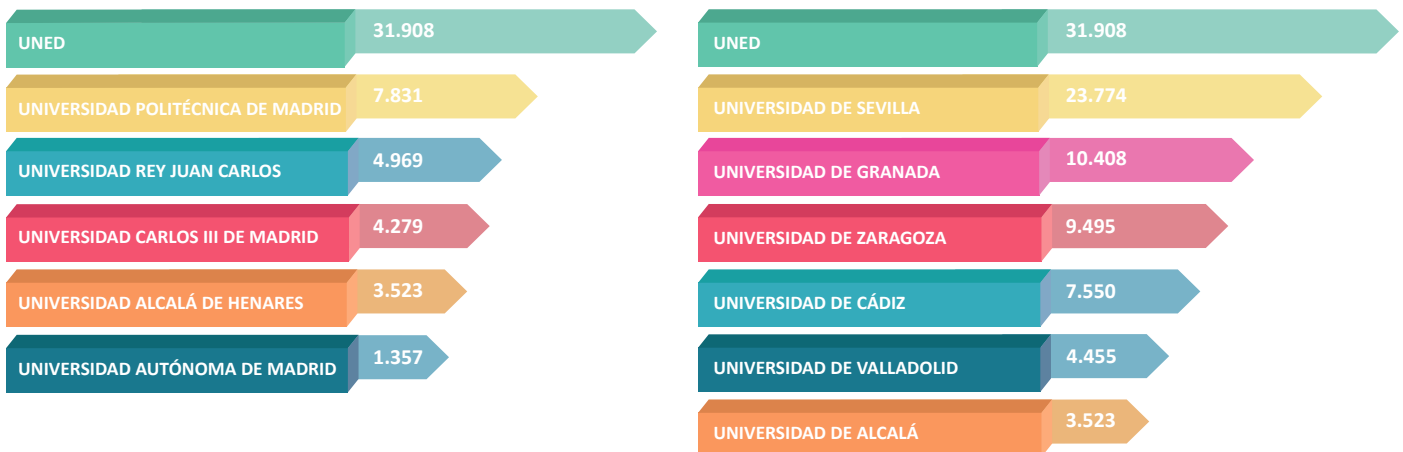 UNED
31.908
UNIVERSIDAD POLITÉCNICA DE MADRID
7.831
UNIVERSIDAD REY JUAN CARLOS
4.969
UNIVERSIDAD CARLOS III DE MADRID
4.279
UNIVERSIDAD ALCALÁ DE HENARES
3.523
UNIVERSIDAD AUTÓNOMA DE MADRID
1.357
UNED
31.908
UNIVERSIDAD DE SEVILLA
23.774
UNIVERSIDAD DE GRANADA
10.408
UNIVERSIDAD DE ZARAGOZA
9.495
UNIVERSIDAD DE CÁDIZ
7.550
UNIVERSIDAD DE VALLADOLID
4.455
UNIVERSIDAD DE ALCALÁ
3.523